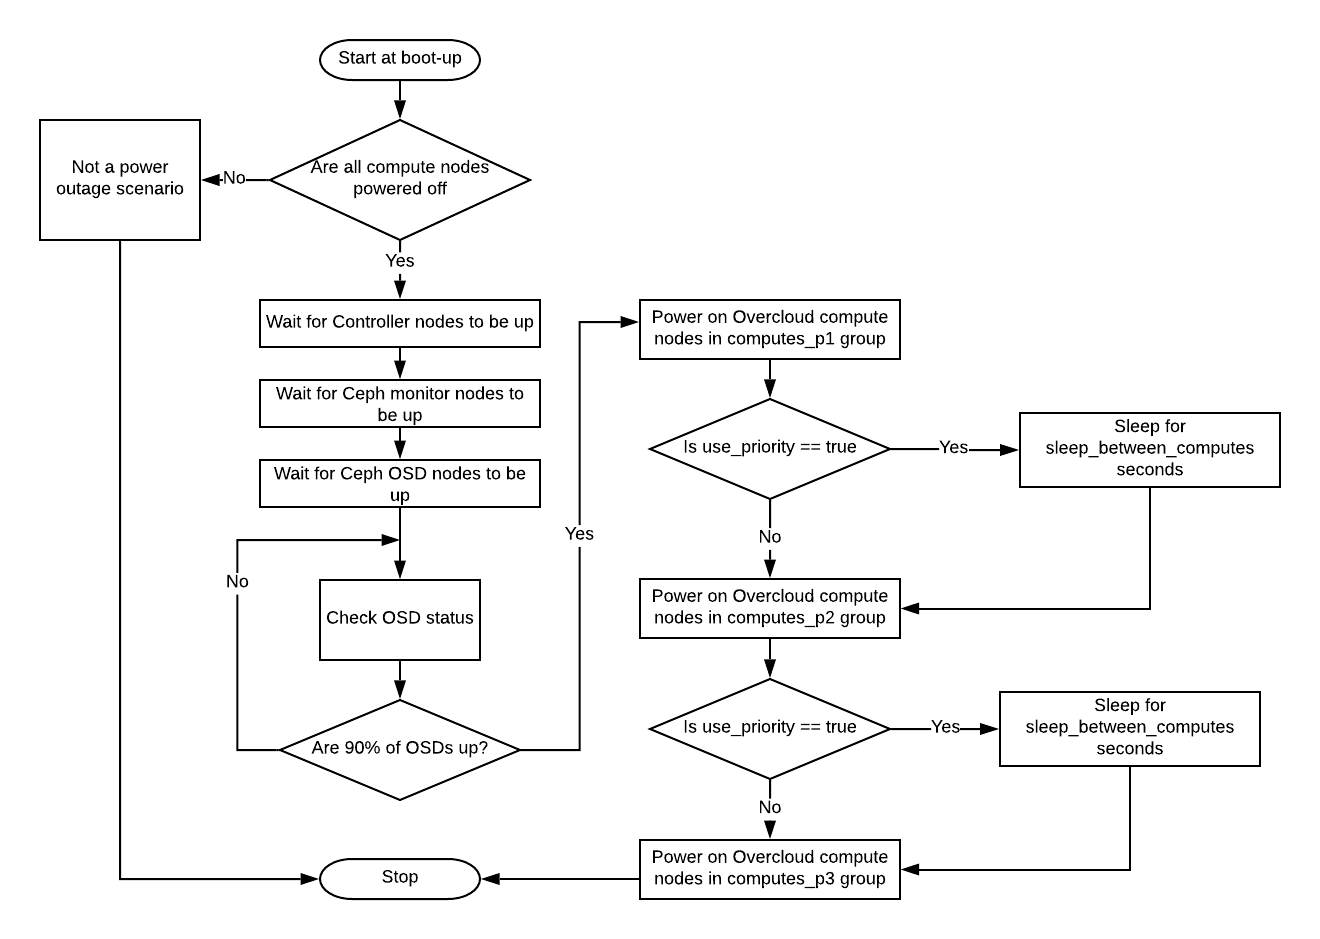 Start at boot-up
Are all compute nodes
powered off
No
Not a power
outage scenario
Yes
Wait for Controller nodes to be up
Wait for Ceph monitor nodes to
be up
Wait for Ceph OSD nodes to be
up
No
Check OSD status
Are 90% of OSDs up?
Yes
Power on Overcloud compute
nodes in computes_p1 group
Is use_priority == true
Yes
Sleep for
sleep_between_computes
seconds
No
Power on Overcloud compute
nodes in computes_p2 group
Is use_priority == true
Yes
Sleep for
sleep_between_computes
seconds
No
Power on Overcloud compute
nodes in computes_p3 group
Stop